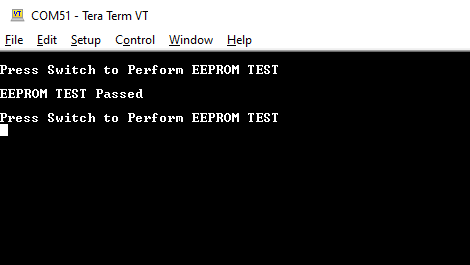 COM51 - Tera Term VT
File Edit Setup Control Window Help
Press Switch to Perform EEPROM TEST
EEPROM TEST Passed
Press Switch to Perform EEPROM TEST